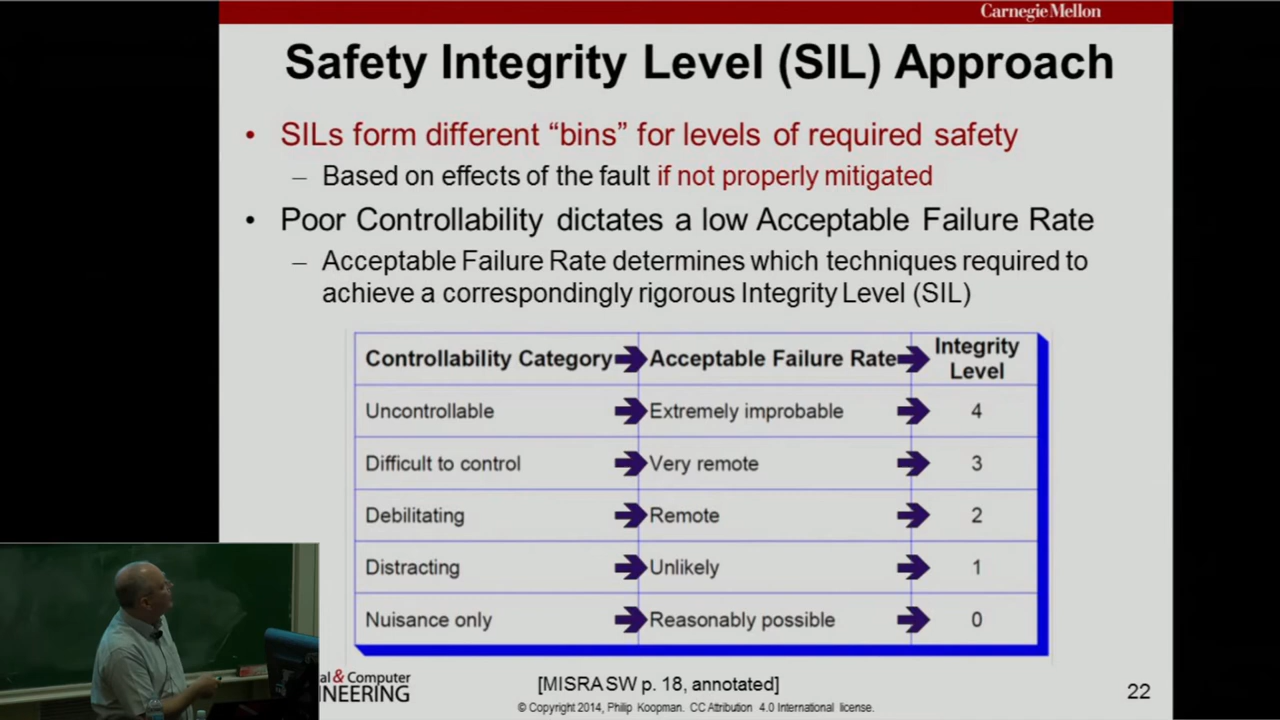 Carnegie Mellon
Safety Integrity Level (SIL) Approach
• SILs form different “bins” for levels of required safety
– Based on effects of the fault if not properly mitigated
• Poor Controllability dictates a low Acceptable Failure Rate
– Acceptable Failure Rate determines which techniques required to
achieve a correspondingly rigorous Integrity Level (SIL)
Controllability Category Acceptable Failure Rate Integrity
Level
Uncontrollable Extremely improbable 4
Difficult to control Very remote 3
Debilitating Remote 2
Distracting Unlikely 1
Nuisance only Reasonably possible 0
al & Computer
NGINEERING
[MISRA SW p. 18, annotated]
© Copyright 2014, Philip Koopman. CC Attribution 4.0 International license.
22